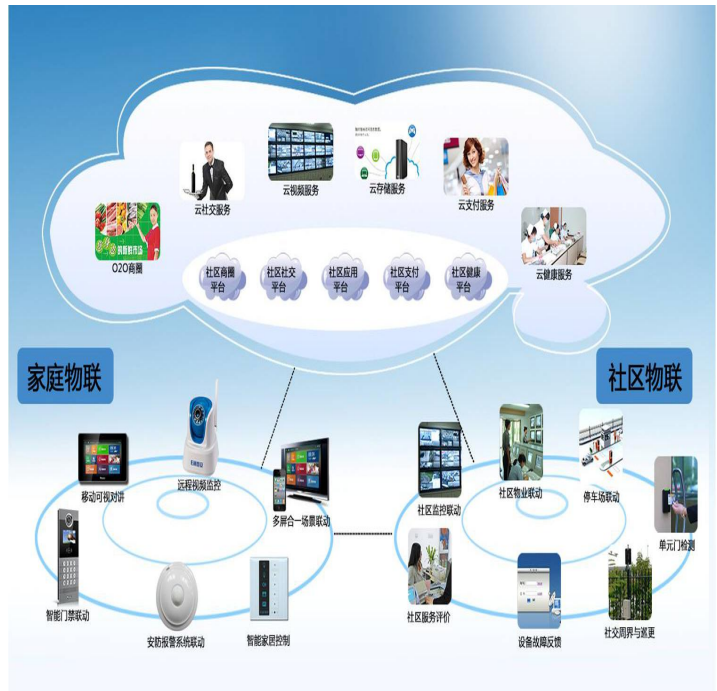 云社交服务
云视频服务
云存储服务
云支付服务
O2O商圈
云健康服务
社区商圈
平台
社区社交
平台
社区应用
平台
社区支付
平台
社区健康
平台
家庭物联
社区物联
移动可视对讲
远程视频监控
多屏合一场景联动
智能门禁联动
安防报警系统联动
智能家居控制
社区监控联动
社区物业联动
停车场联动
单元门检测
社区服务评价
设备故障反馈
社交周界与巡更